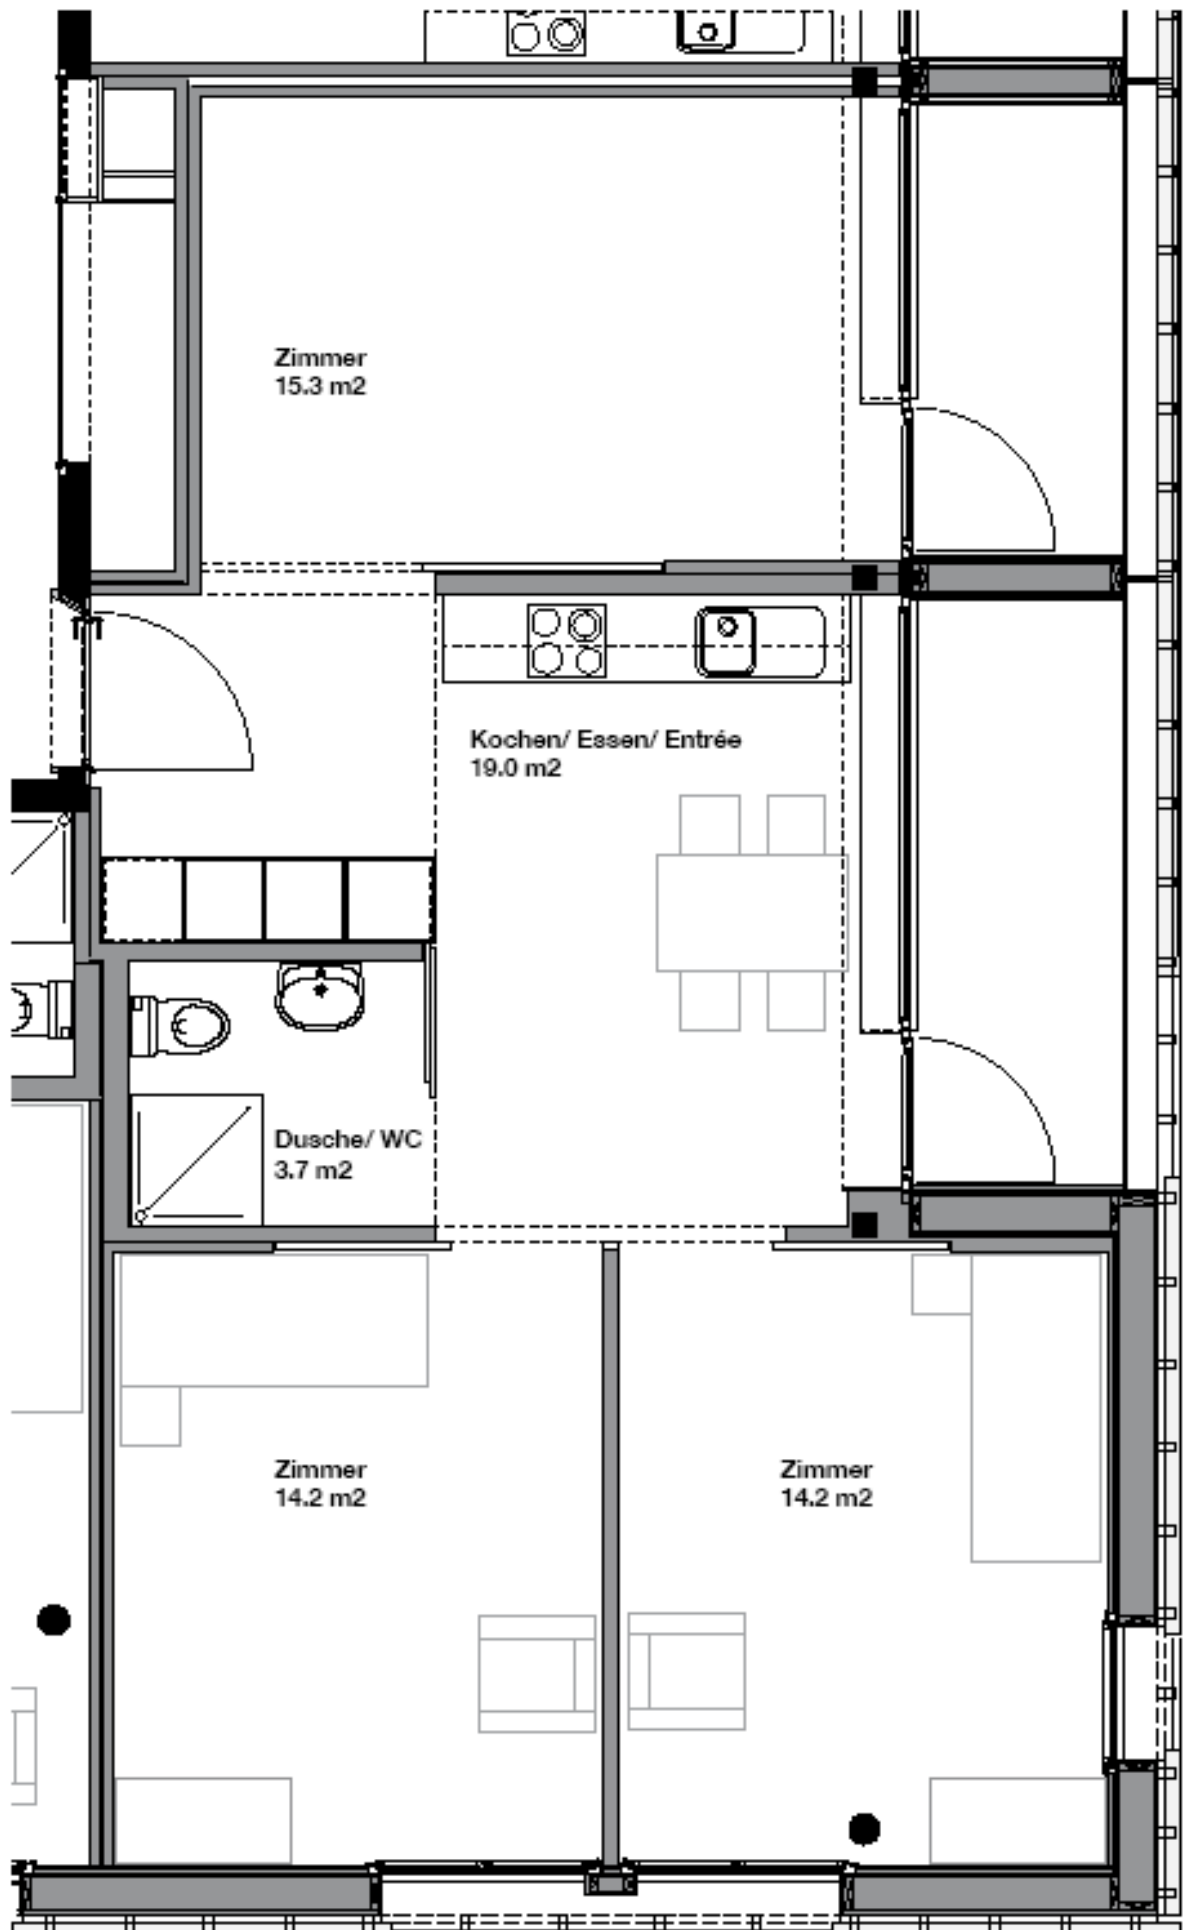 Zimmer
15.3 m2
Kochen/ Essen/ Entrée
19.0 m2
Dusche/ WC
3.7 m2
Zimmer
14.2 m2
Zimmer
14.2 m2